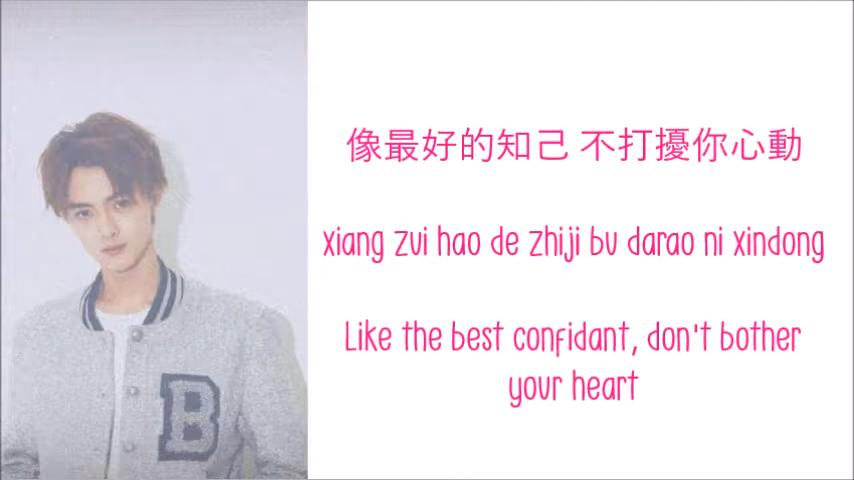 像最好的知己 不打擾你心動
xiang zui hao de zhiji bu darao ni xindong
Like the best confidant, don't bother
your heart
B